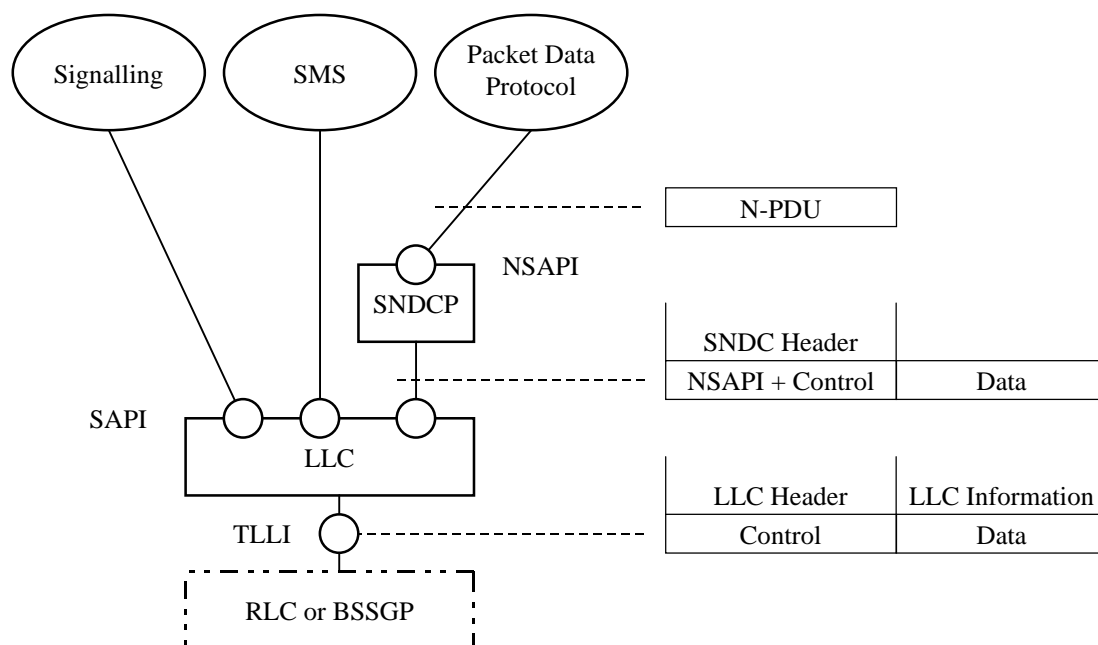 Signalling
SMS
Packet Data
Protocol
N-PDU
NSAPI
SNDCP
SNDC Header
NSAPI + Control
Data
SAPI
LLC
LLC Header
LLC Information
TLLI
Control
Data
RLC or BSSGP